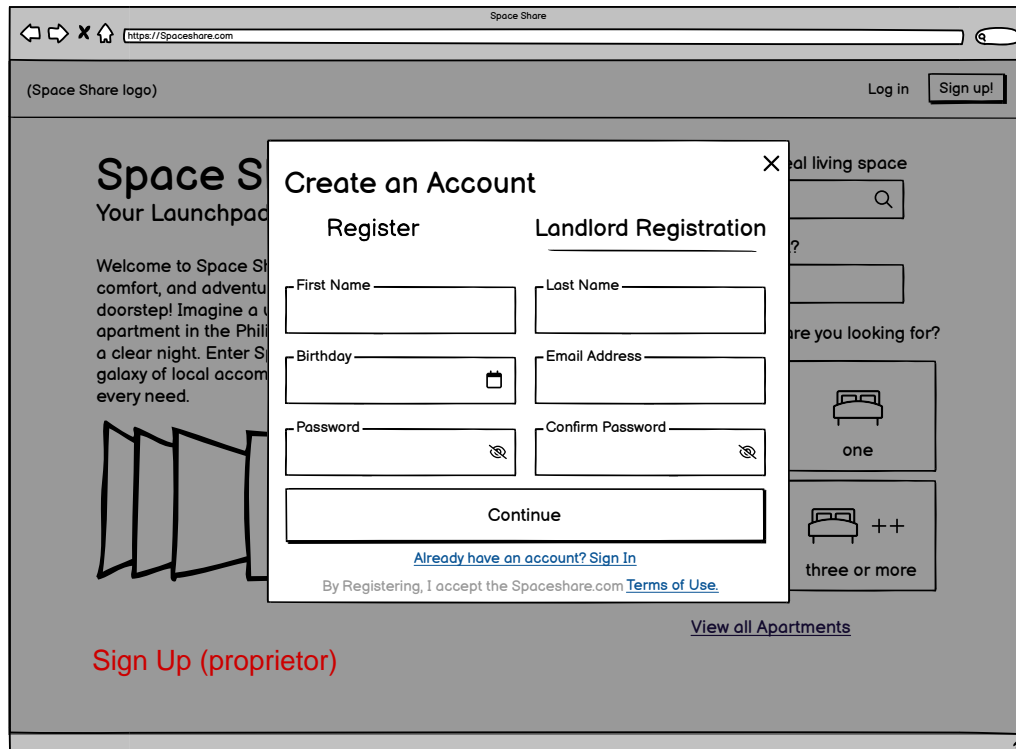 Space Share
https://Spaceshare.com
(Space Share logo)
Log in
Sign up!
Space S
Your Launchpad
Welcome to Space Sh
comfort, and adventu
doorstep! Imagine a u
apartment in the Phili
a clear night. Enter Sp
galaxy of local accom
every need.
Create an Account
Register
Landlord Registration
First Name
Last Name
Birthday
Email Address
Password
Confirm Password
Continue
Already have an account? Sign In
By Registering, I accept the Spaceshare.com Terms of Use.
eal living space
?
are you looking for?
one
++
three or more
View all Apartments
Sign Up (proprietor)